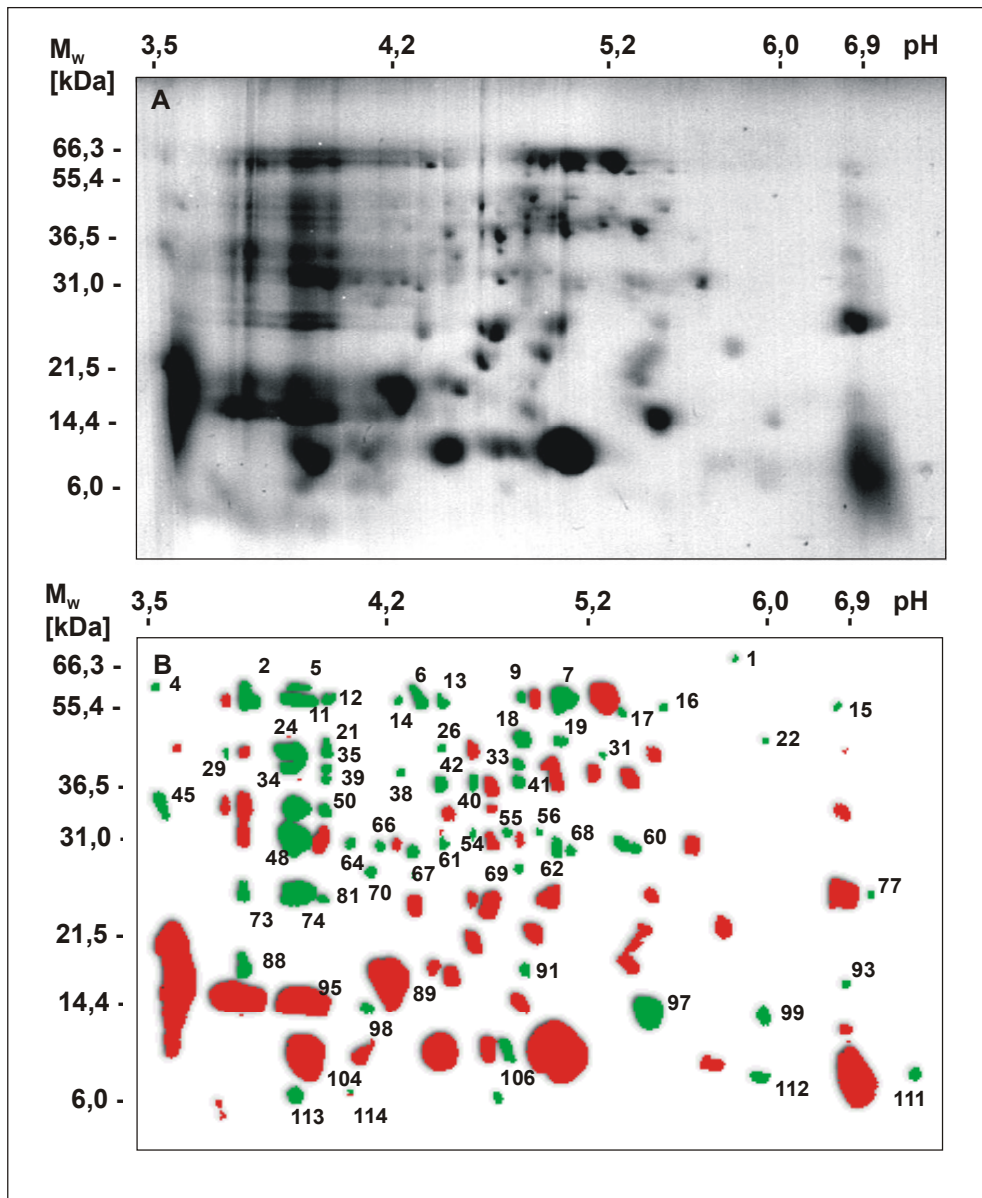 Mw 3,5 4,2 5,2 6,0 6,9 pH
[kDa]
A
66,3 -
55,4 -
36,5 -
31,0 -
21,5 -
14,4 -
6,0 -
Mw 3,5 4,2 5,2 6,0 6,9 pH
[kDa]
B
66,3 -
55,4 -
36,5 -
31,0 -
21,5 -
14,4 -
6,0 -
1
4 2 5 6 13 9 7
12 11 14 16 17 15
24 21 26 18 19 22
29 35 42 33 31
34 39 38 40 41
45 50
66 55 56 68 60
48 64 67 61 54 62
70 69
73 74 81 77
88 91 93
95 89 97 99
98
104 106 112 111
113 114